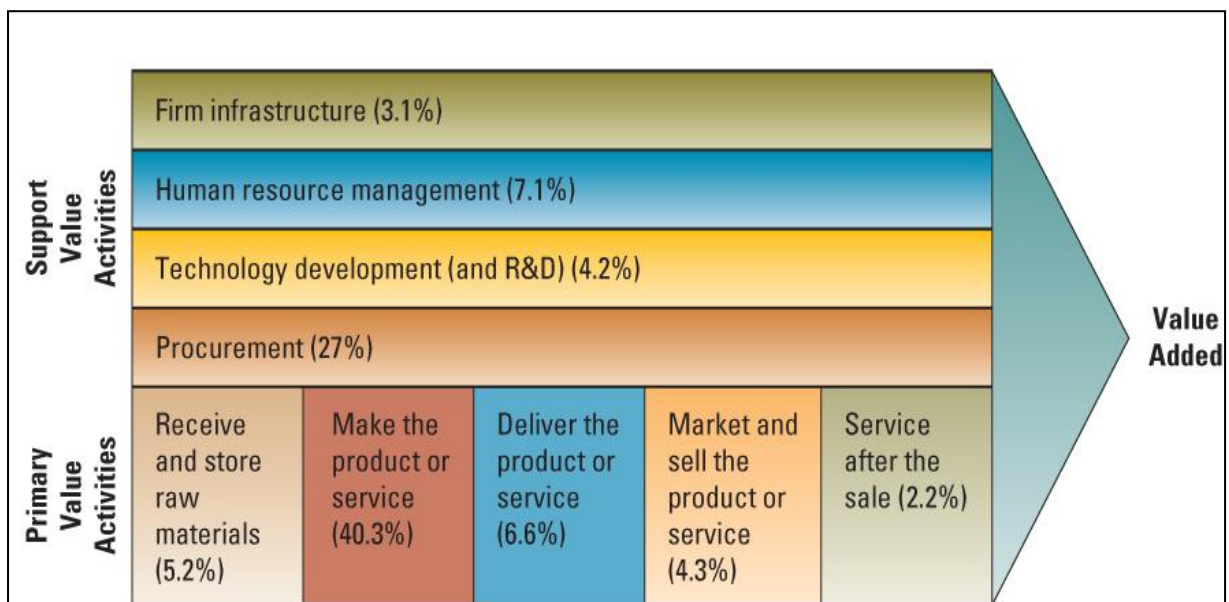 Support
Value
Activities
Firm infrastructure (3.1%)
Human resource management (7.1%)
Technology development (and R&D) (4.2%)
Procurement (27%)
Value
Added
Primary
Value
Activities
Receive
and store
raw
materials
(5.2%)
Make the
product or
service
(40.3%)
Deliver the
product or
service
(6.6%)
Market and
sell the
product or
service
(4.3%)
Service
after the
sale (2.2%)